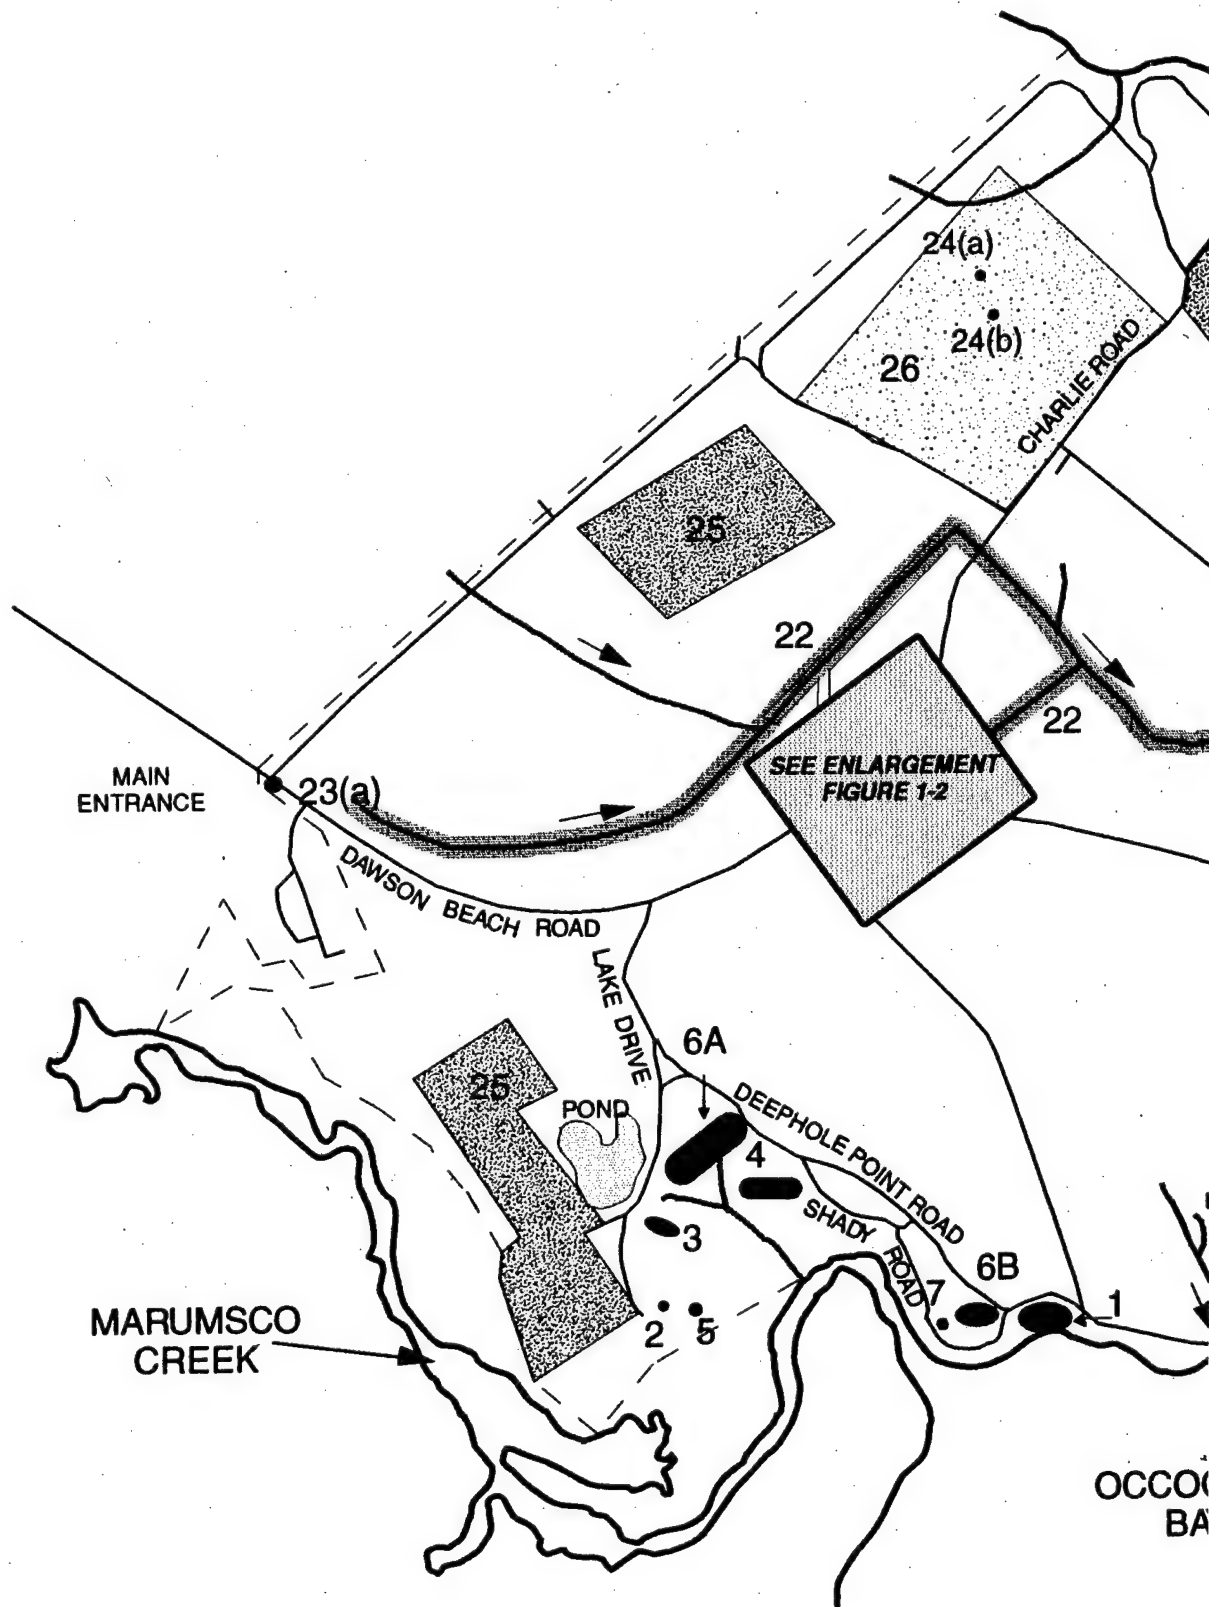 24(a)
24(b)
26
CHARLIE ROAD
25
22
22
SEE ENLARGEMENT
FIGURE 1-2
MAIN
ENTRANCE
23(a)
DAWSON BEACH ROAD
LAKE DRIVE
6A
25
POND
DEEPHOLE POINT ROAD
4
SHADY ROAD
3
6B
7
1
2
5
MARUMSCO
CREEK
OCCO
BA